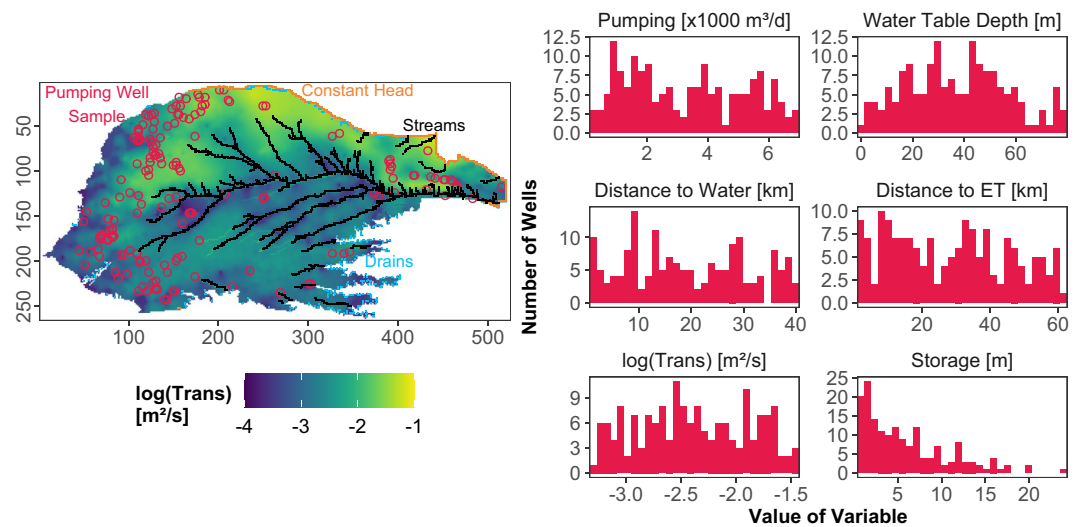 Pumping Well
Sample
Constant Head
Streams
Drains
50
100
150
200
250
100 200 300 400 500
log(Trans)
[m²/s]
-4 -3 -2 -1
Number of Wells
Pumping [x1000 m³/d]
12.5
10.0
7.5
5.0
2.5
0.0
2 4 6
Water Table Depth [m]
12.5
10.0
7.5
5.0
2.5
0.0
0 20 40 60
Distance to Water [km]
10
5
0
10 20 30 40
Distance to ET [km]
10.0
7.5
5.0
2.5
0.0
20 40 60
log(Trans) [m²/s]
9
6
3
0
-3.0 -2.5 -2.0 -1.5
Storage [m]
25
20
15
10
5
0
5 10 15 20
Value of Variable